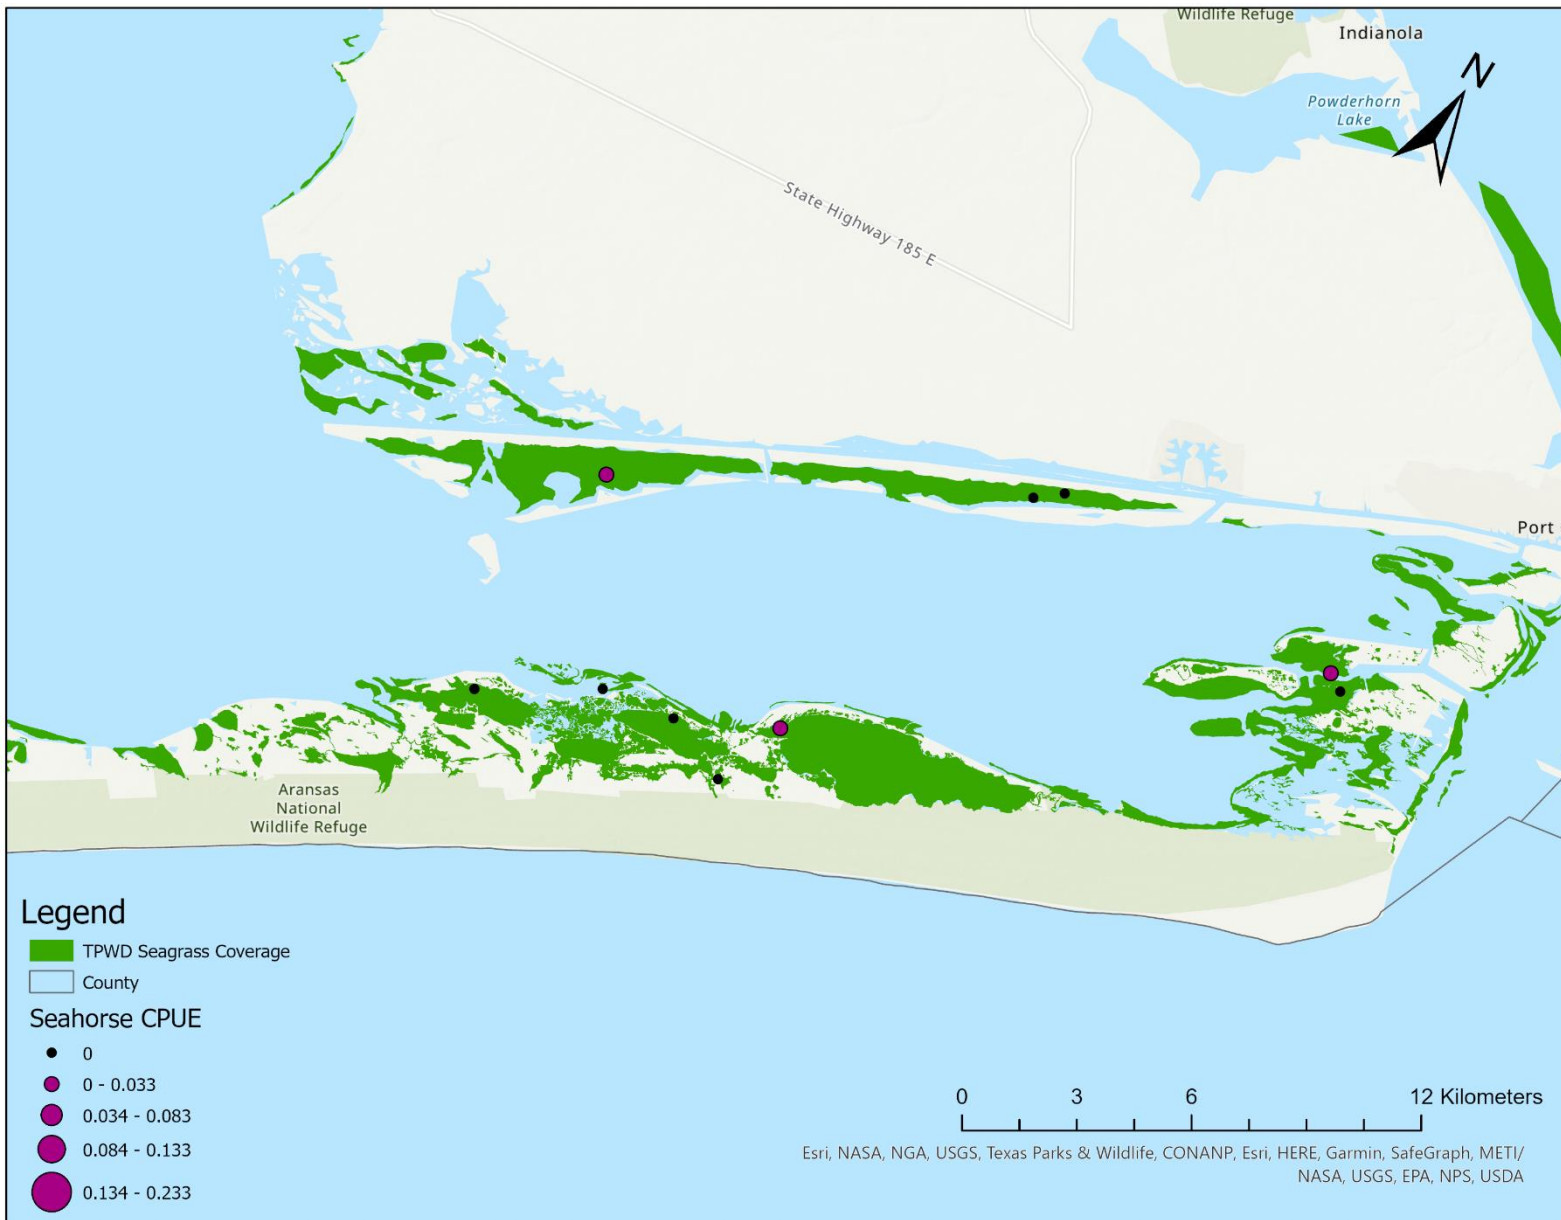 Wildlife Refuge
Indianola
N
Powderhorn
Lake
State Highway 185 E
Port
Aransas
National
Wildlife Refuge
Legend
TPWD Seagrass Coverage
County
Seahorse CPUE
0
0 - 0.033
0.034 - 0.083
0.084 - 0.133
0.134 - 0.233
0 3 6 12 Kilometers
Esri, NASA, NGA, USGS, Texas Parks & Wildlife, CONANP, Esri, HERE, Garmin, SafeGraph, METI/
NASA, USGS, EPA, NPS, USDA